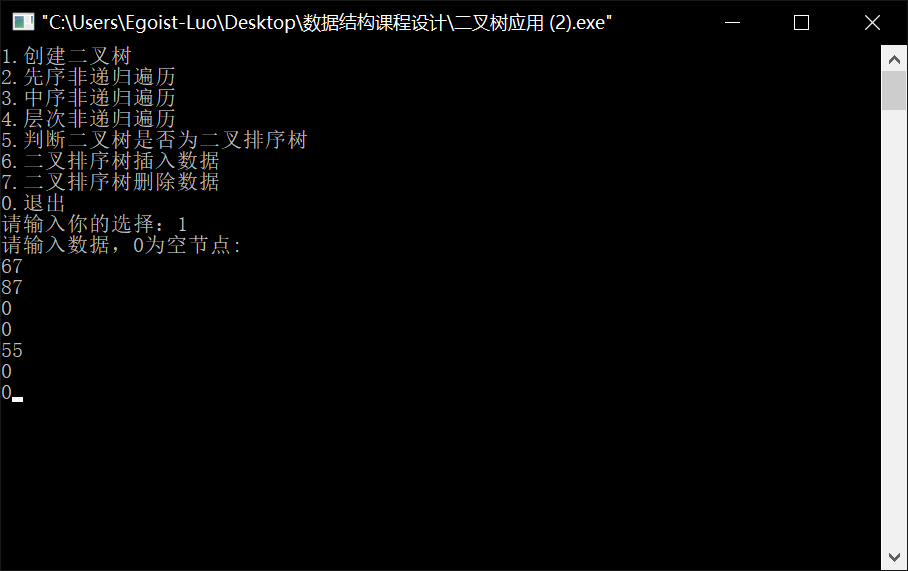 "C:\Users\Egoist-Luo\Desktop\数据结构课程设计\二叉树应用 (2).exe"
1.创建二叉树
2.先序非递归遍历
3.中序非递归遍历
4.层次非递归遍历
5.判断二叉树是否为二叉排序树
6.二叉排序树插入数据
7.二叉排序树删除数据
0.退出
请输入你的选择：1
请输入数据，0为空节点:
67
87
0
0
55
0
0